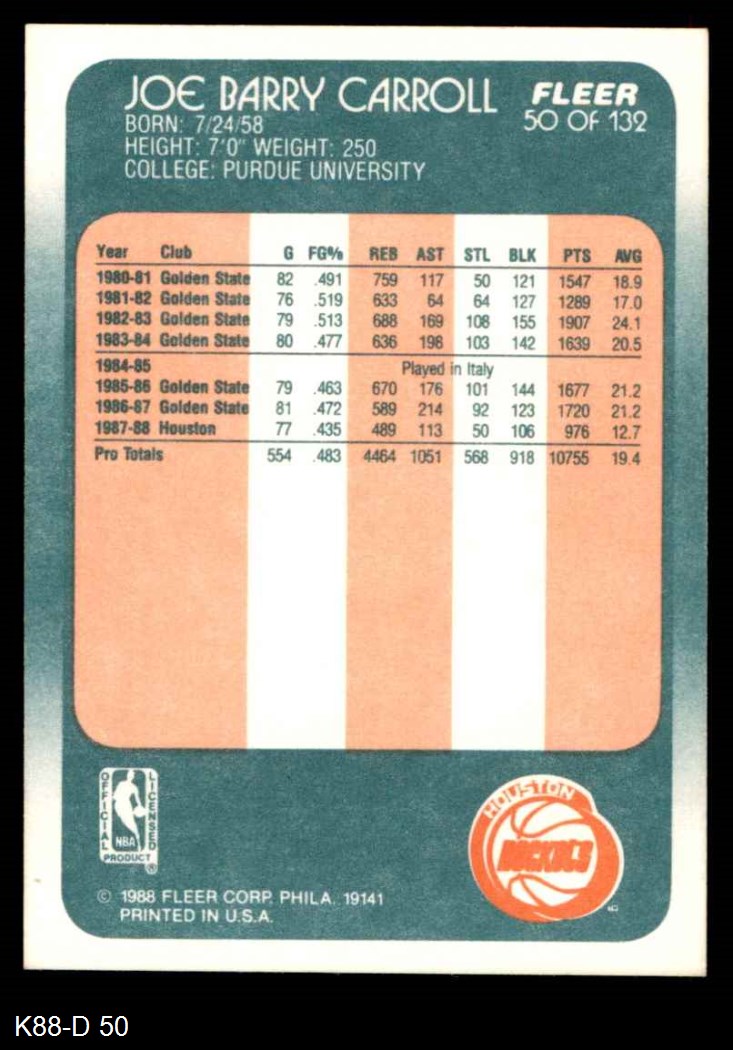 JOE BARRY CARROLL
FLEER
50 OF 132
BORN: 7/24/58
HEIGHT: 7'0" WEIGHT: 250
COLLEGE: PURDUE UNIVERSITY
Year Club G FG% REB AST STL BLK PTS AVG
1980-81 Golden State 82 .491 759 117 50 121 1547 18.9
1981-82 Golden State 76 .519 633 64 64 127 1289 17.0
1982-83 Golden State 79 .513 688 169 108 155 1907 24.1
1983-84 Golden State 80 .477 636 198 103 142 1639 20.5
1984-85 Played in Italy
1985-86 Golden State 79 .463 670 176 101 144 1677 21.2
1986-87 Golden State 81 .472 589 214 92 123 1720 21.2
1987-88 Houston 77 .435 489 113 50 106 976 12.7
Pro Totals 554 .483 4464 1051 568 918 10755 19.4
OFFICIAL
LICENSED
NBA
PRODUCT
®
HOUSTON
ROCKETS
© 1988 FLEER CORP. PHILA. 19141
PRINTED IN U.S.A.
K88-D 50